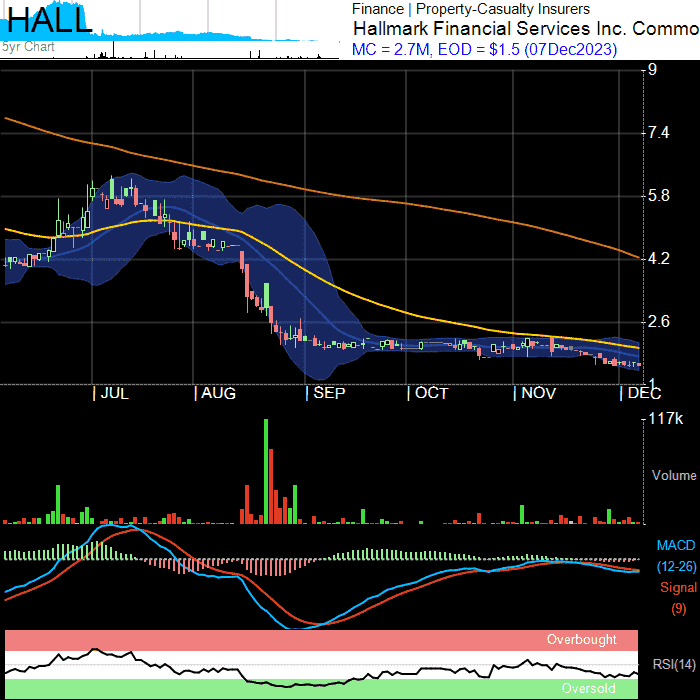 HALL
5yr Chart
Finance | Property-Casualty Insurers
Hallmark Financial Services Inc. Commo
MC = 2.7M, EOD = $1.5 (07Dec2023)
9
7.4
5.8
4.2
2.6
1
JUL AUG SEP OCT NOV DEC
117k
Volume
MACD
(12-26)
Signal
(9)
Overbought
RSI(14)
Oversold